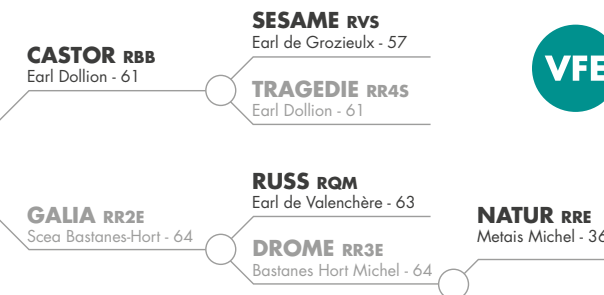 SESAME RVS
Earl de Grozieulx - 57
CASTOR RBB
Earl Dollion - 61
VFE
TRAGEDIE RR4S
Earl Dollion - 61
RUSS RQM
Earl de Valenchère - 63
GALIA RR2E
Scea Bastanes-Hort - 64
NATUR RRE
Metais Michel - 36
DROME RR3E
Bastanes Hort Michel - 64